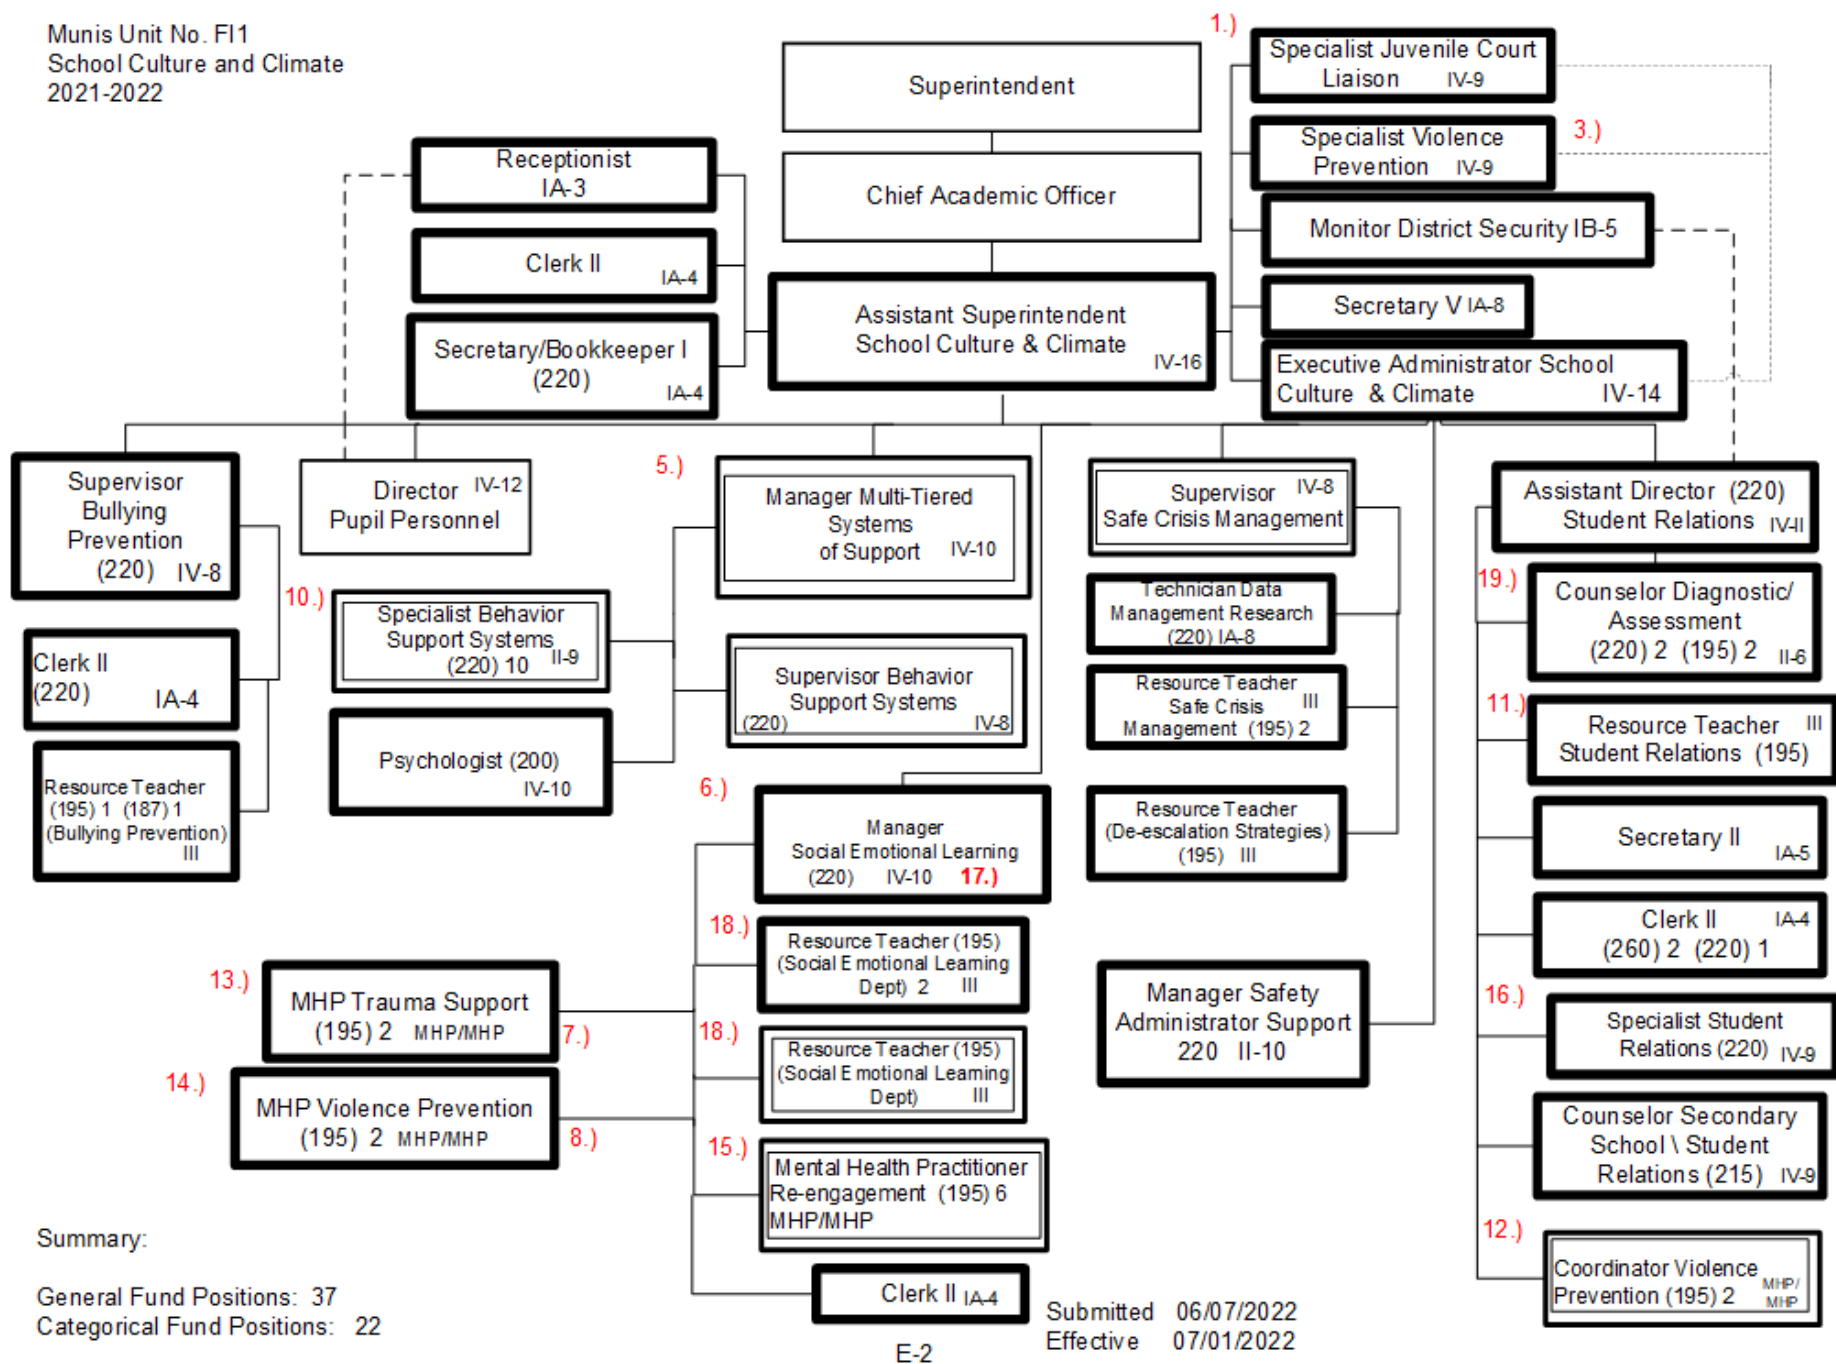 Munis Unit No. FI1
School Culture and Climate
2021-2022
Superintendent
Chief Academic Officer
Assistant Superintendent
School Culture & Climate
IV-16
Receptionist
IA-3
Clerk II
IA-4
Secretary/Bookkeeper I
(220)
IA-4
1.)
Specialist Juvenile Court
Liaison IV-9
3.)
Specialist Violence
Prevention IV-9
Monitor District Security IB-5
Secretary V IA-8
Executive Administrator School
Culture & Climate IV-14
Supervisor
Bullying
Prevention
(220) IV-8
Clerk II
(220)
IA-4
Resource Teacher
(195) 1 (187) 1
(Bullying Prevention)
III
Director IV-12
Pupil Personnel
5.)
Manager Multi-Tiered
Systems
of Support IV-10
10.)
Specialist Behavior
Support Systems
(220) 10 II-9
Psychologist (200)
IV-10
Supervisor Behavior
Support Systems
(220) IV-8
6.)
Manager
Social Emotional Learning
(220) IV-10 17.)
18.)
Resource Teacher (195)
(Social Emotional Learning
Dept) 2 III
13.)
MHP Trauma Support
(195) 2 MHP/MHP
7.)
18.)
Resource Teacher (195)
(Social Emotional Learning
Dept) III
14.)
MHP Violence Prevention
(195) 2 MHP/MHP
8.)
15.)
Mental Health Practitioner
Re-engagement (195) 6
MHP/MHP
Clerk II IA-4
Supervisor IV-8
Safe Crisis Management
Technician Data
Management Research
(220) IA-8
Resource Teacher
Safe Crisis III
Management (195) 2
Resource Teacher
(De-escalation Strategies)
(195) III
Manager Safety
Administrator Support
220 II-10
Assistant Director (220)
Student Relations IV-II
19.)
Counselor Diagnostic/
Assessment
(220) 2 (195) 2 II-6
11.)
Resource Teacher III
Student Relations (195)
Secretary II
IA-5
Clerk II IA-4
(260) 2 (220) 1
16.)
Specialist Student
Relations (220) IV-9
Counselor Secondary
School \ Student
Relations (215) IV-9
12.)
Coordinator Violence
Prevention (195) 2 MHP/
MHP
Summary:
General Fund Positions: 37
Categorical Fund Positions: 22
Submitted 06/07/2022
Effective 07/01/2022
E-2